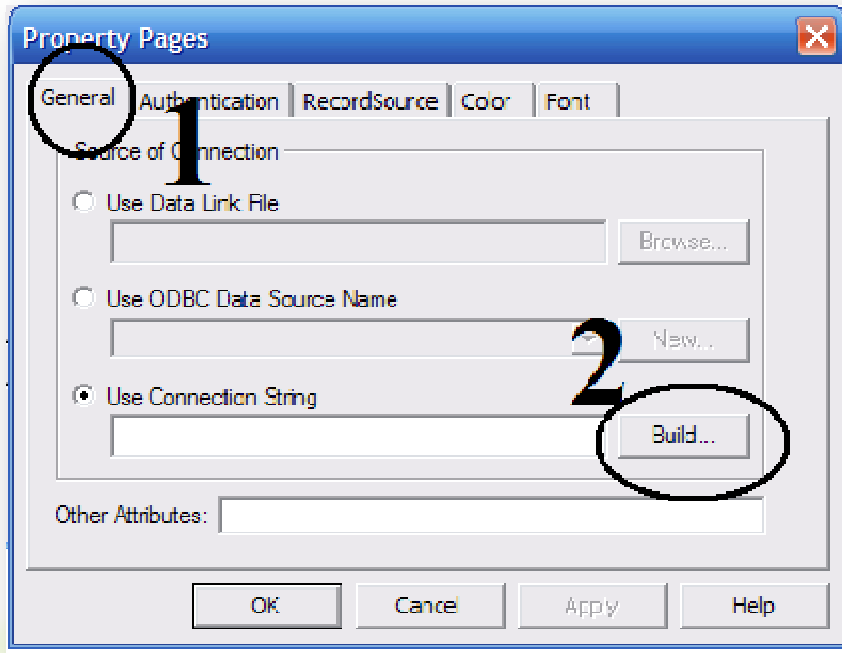 Property Pages
General Authentication RecordSource Color Font
1
Source of Connection
Use Data Link File
Browse...
Use ODBC Data Source Name
New...
2
Use Connection String
Build...
Other Attributes:
OK Cancel Apply Help